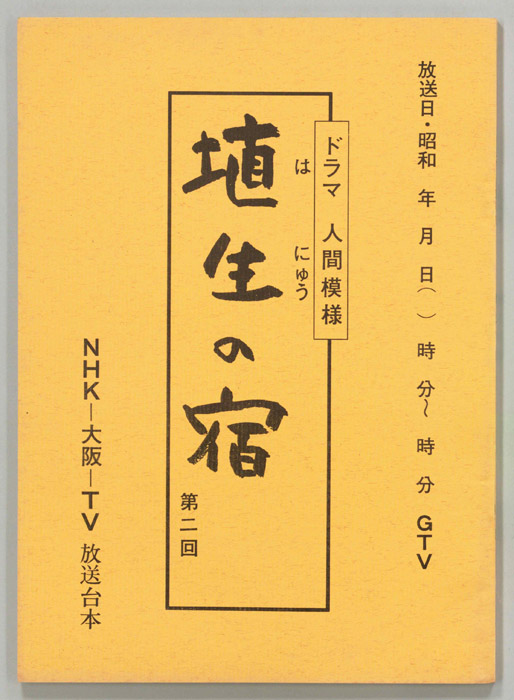 放送日・昭和　年　月　日（　）　時　分〜　時　分　GTV
ドラマ　人間模様
は　にゅう
埴生の宿
第二回
NHK―大阪―TV　放送台本